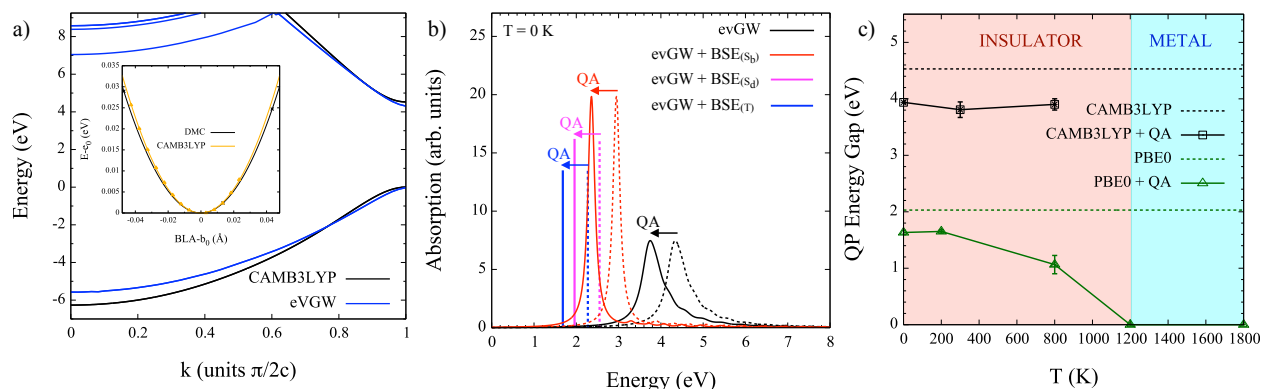 a)
8
6
4
2
0
-2
-4
-6
Energy (eV)
0.0
0.2
0.4
0.6
0.8
1
k (units π/2c)
0.035
0.03
0.025
0.02
0.015
0.01
0.005
0
E-e₀ (eV)
-0.04
-0.02
0
0.02
0.04
BLA-b₀ (Å)
DMC
CAMB3LYP
CAMB3LYP
eVGW
b)
T = 0 K
evGW
evGW + BSE(Sb)
evGW + BSE(Sd)
evGW + BSE(T)
QA
QA
QA
QA
25
20
15
10
5
0
Absorption (arb. units)
0
1
2
3
4
5
6
7
8
Energy (eV)
c)
INSULATOR
METAL
5
4
3
2
1
0
QP Energy Gap (eV)
CAMB3LYP
CAMB3LYP + QA
PBE0
PBE0 + QA
0
200
400
600
800
1000
1200
1400
1600
1800
T (K)